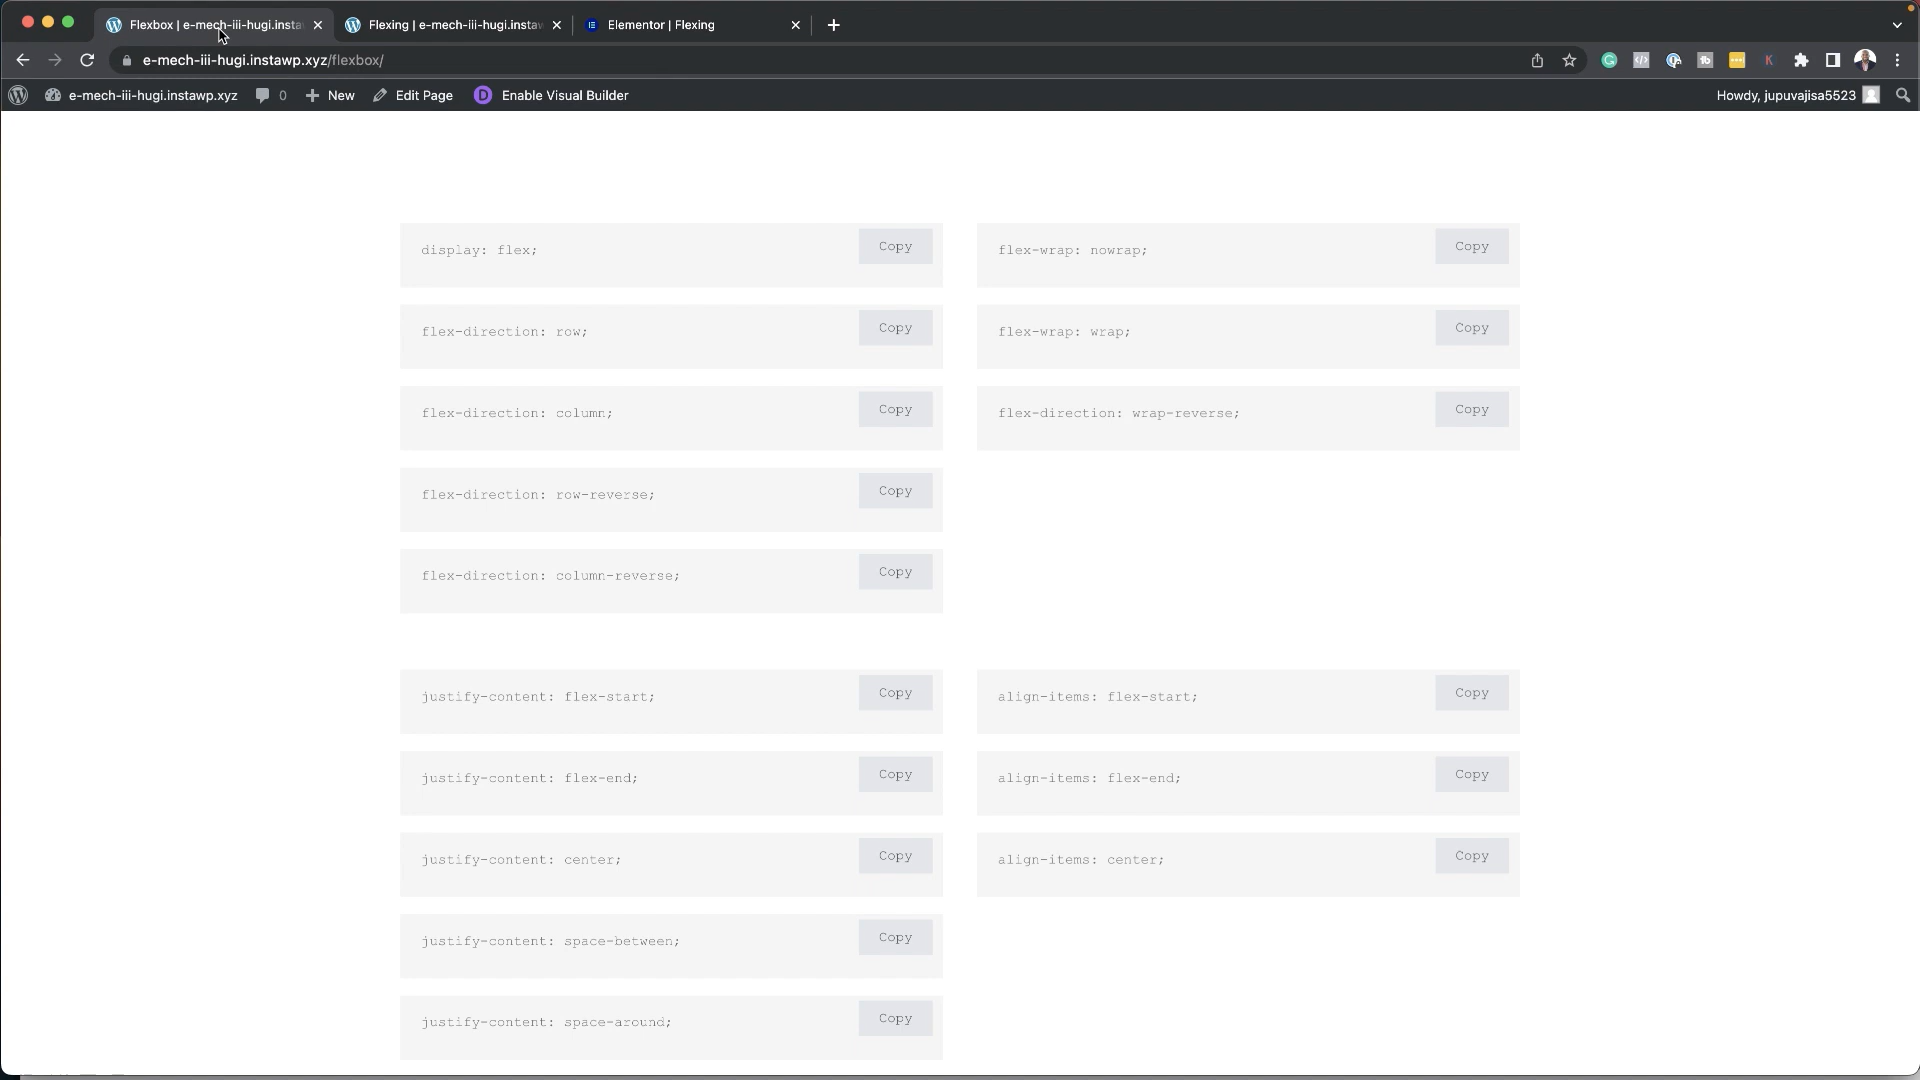 Flexbox | e-mech-iii-hugi.insta
Flexing | e-mech-iii-hugi.instaw
Elementor | Flexing
e-mech-iii-hugi.instawp.xyz/flexbox/
e-mech-iii-hugi.instawp.xyz
0
New
Edit Page
D
Enable Visual Builder
Howdy, jupuvajisa5523
display: flex;
Copy
flex-wrap: nowrap;
Copy
flex-direction: row;
Copy
flex-wrap: wrap;
Copy
flex-direction: column;
Copy
flex-direction: wrap-reverse;
Copy
flex-direction: row-reverse;
Copy
flex-direction: column-reverse;
Copy
justify-content: flex-start;
Copy
align-items: flex-start;
Copy
justify-content: flex-end;
Copy
align-items: flex-end;
Copy
justify-content: center;
Copy
align-items: center;
Copy
justify-content: space-between;
Copy
justify-content: space-around;
Copy